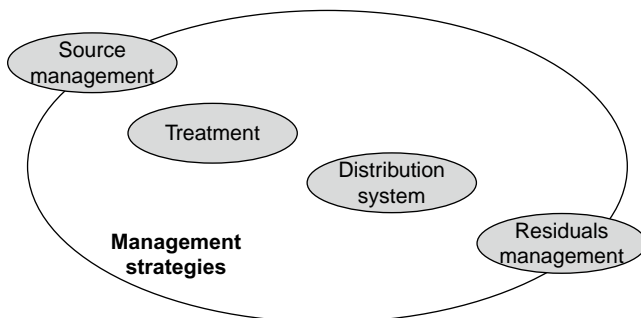 Source
management
Treatment
Distribution
system
Residuals
management
Management
strategies